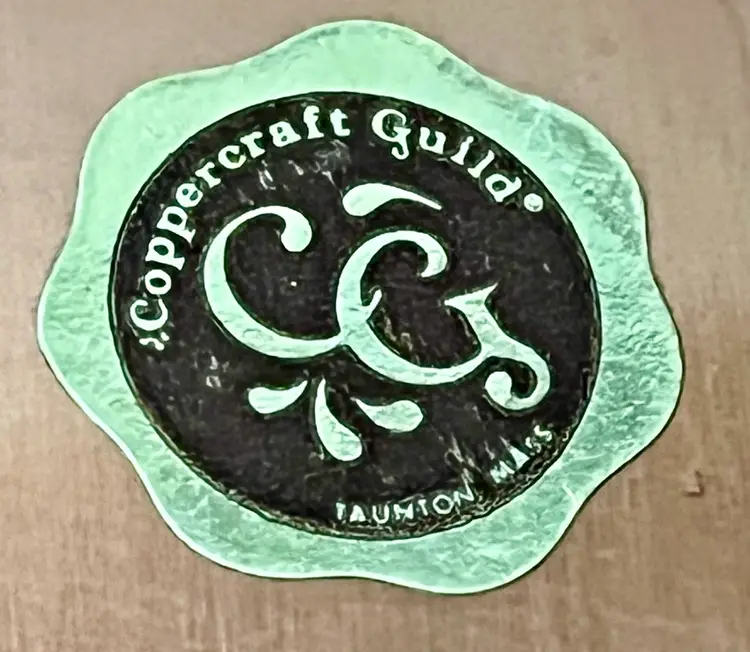 Coppercraft Guild®
CG
TAUNTON, MASS.